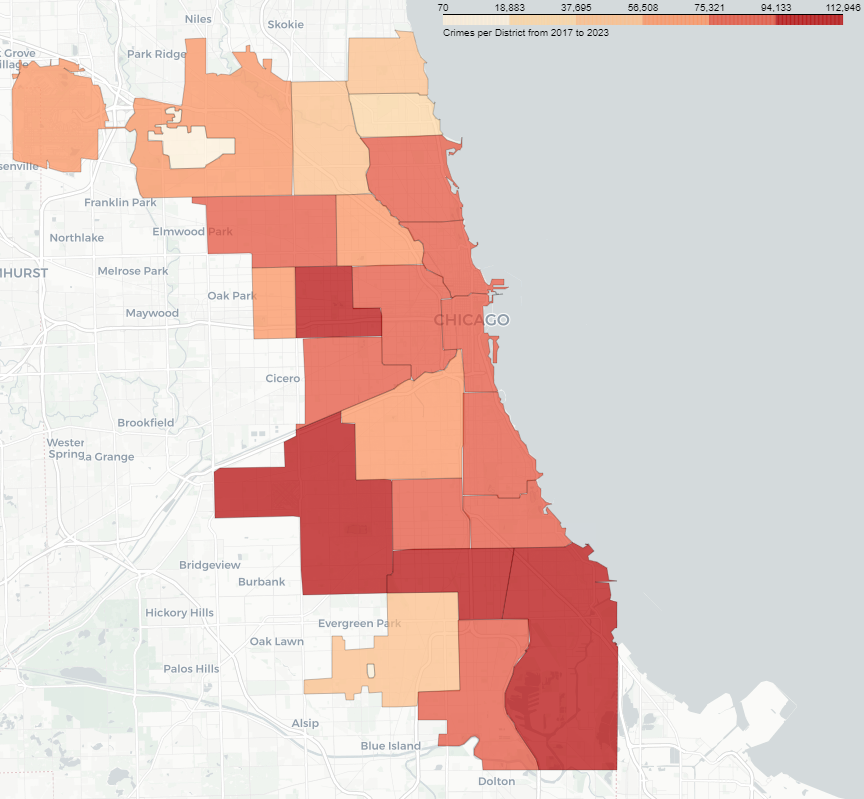 70 18,883 37,695 56,508 75,321 94,133 112,946
Crimes per District from 2017 to 2023
Niles
Skokie
Park Ridge
k Grove
illage
senville
Franklin Park
Northlake
Elmwood Park
MHURST
Melrose Park
Oak Park
Maywood
CHICAGO
Cicero
Brookfield
Wester
Spring
a Grange
Bridgeview
Burbank
Hickory Hills
Evergreen Park
Oak Lawn
Palos Hills
Alsip
Blue Island
Dolton